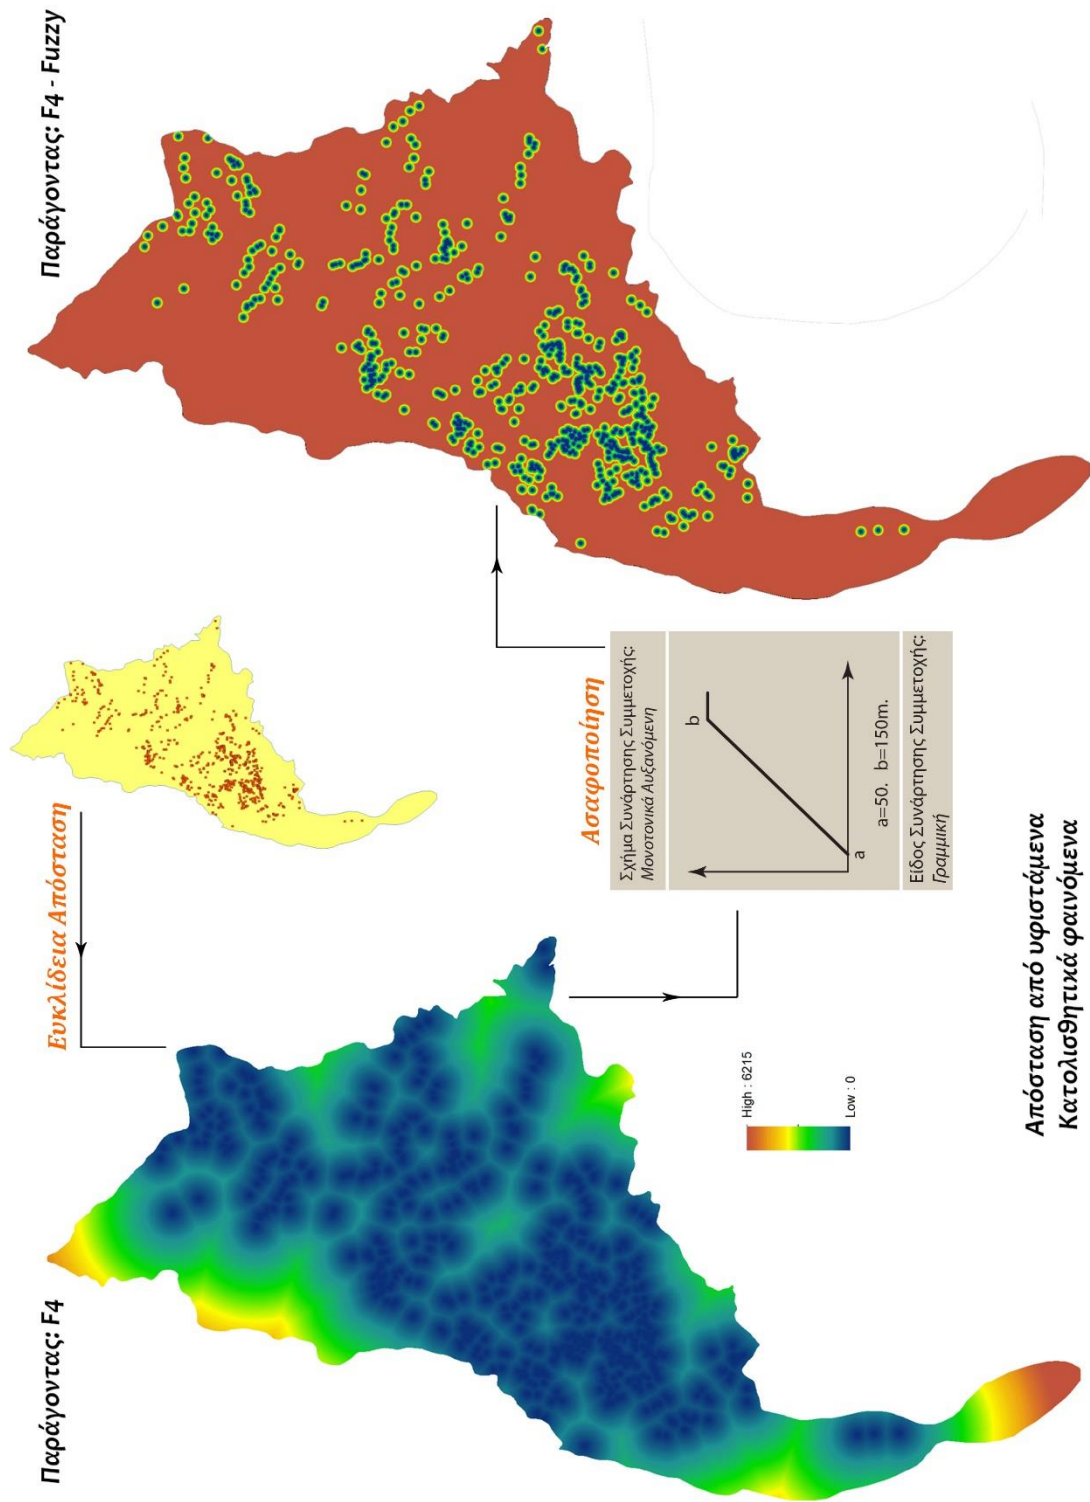 Παράγοντας: F4
Ευκλίδεια Απόσταση
Παράγοντας: F4 - Fuzzy
High : 6215
Low : 0
Ασαφοποίηση
Σχήμα Συνάρτησης Συμμετοχής:
Μονοτονικά Αυξανόμενη
b
a
a=50. b=150m.
Είδος Συνάρτησης Συμμετοχής:
Γραμμική
Απόσταση από υφιστάμενα
Κατολισθητικά φαινόμενα